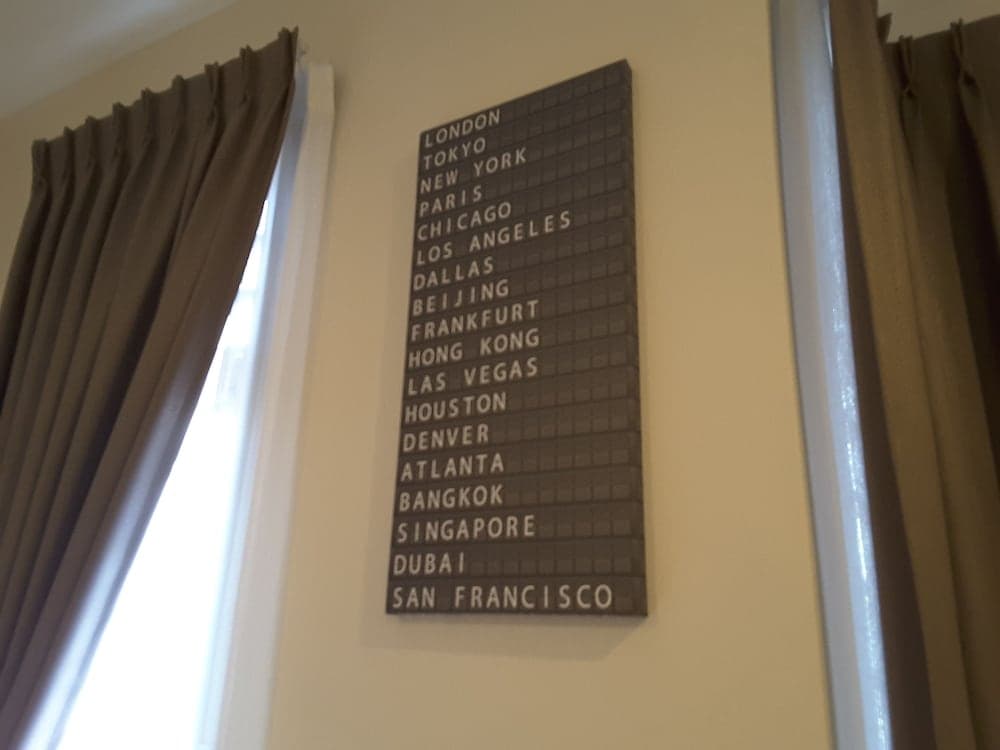 LONDON
TOKYO
NEW YORK
PARIS
CHICAGO
LOS ANGELES
DALLAS
BEIJING
FRANKFURT
HONG KONG
LAS VEGAS
HOUSTON
DENVER
ATLANTA
BANGKOK
SINGAPORE
DUBAI
SAN FRANCISCO